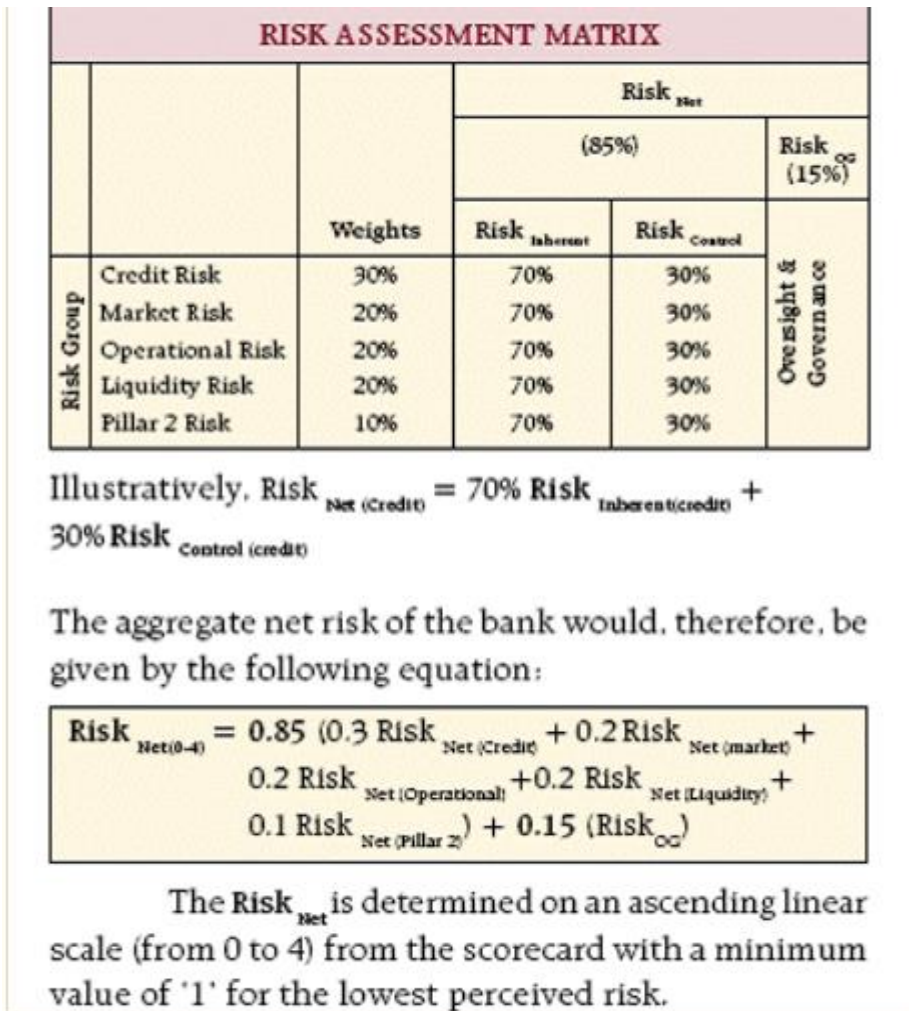 RISK ASSESSMENT MATRIX
Risk Net
(85%)
Risk OG
(15%)
Weights Risk Inherent Risk Control
Risk Group
Credit Risk 30% 70% 30%
Market Risk 20% 70% 30%
Operational Risk 20% 70% 30%
Liquidity Risk 20% 70% 30%
Pillar 2 Risk 10% 70% 30%
Oversight &
Governance
Illustratively, Risk Net (Credit) = 70% Risk Inherent(credit) +
30% Risk Control (credit)
The aggregate net risk of the bank would, therefore, be
given by the following equation:
Risk Net(0-4) = 0.85 (0.3 Risk Net (Credit) + 0.2 Risk Net (market) +
0.2 Risk Net (Operational) +0.2 Risk Net (Liquidity) +
0.1 Risk Net (Pillar 2) ) + 0.15 (Risk OG)
The Risk Net is determined on an ascending linear
scale (from 0 to 4) from the scorecard with a minimum
value of '1' for the lowest perceived risk.